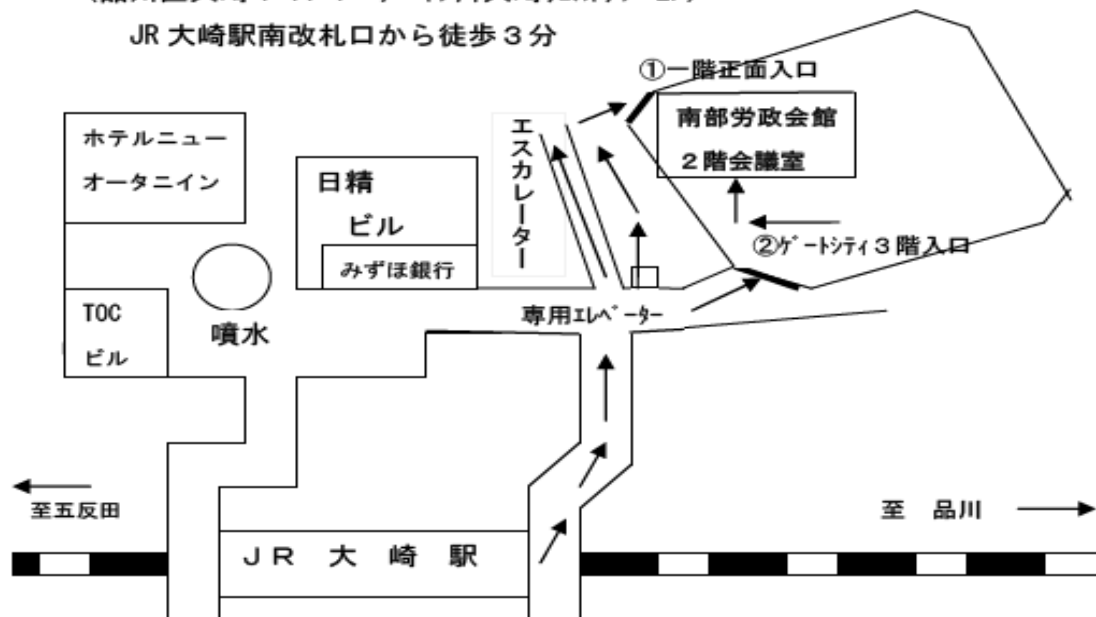 JR 大崎駅南改札口から徒歩３分
①一階正面入口
南部労政会館
２階会議室
ホテルニュー
オータニイン
エスカレーター
日精
ビル
みずほ銀行
②ゲートシティ３階入口
TOC
ビル
噴水
専用エレベーター
至五反田
至　品川
ＪＲ　大　崎　駅